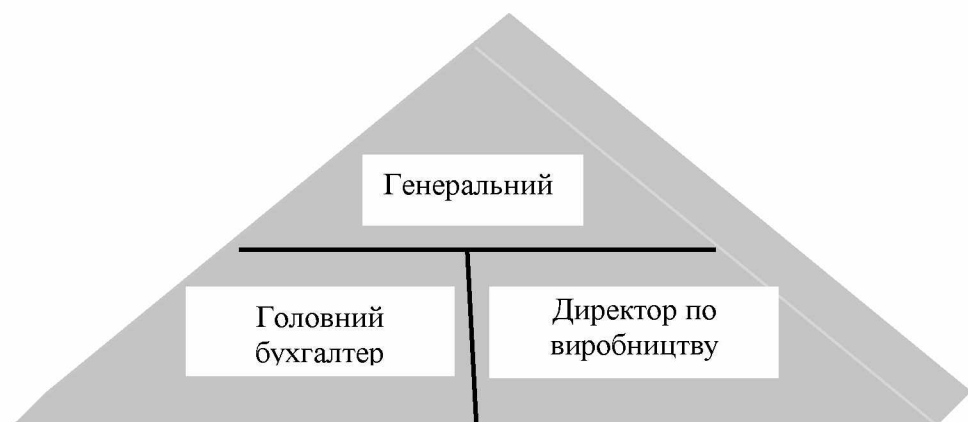 Генеральний
Головний
бухгалтер
Директор по
виробництву